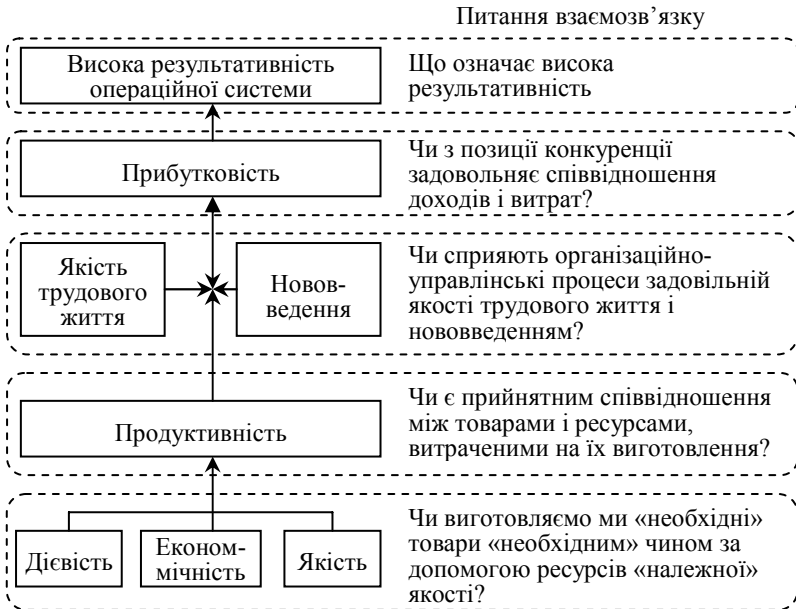 Питання взаємозв’язку
Висока результативність
операційної системи
Що означає висока
результативність
Прибутковість
Чи з позиції конкуренції
задовольняє співвідношення
доходів і витрат?
Якість
трудового
життя
Новов-
ведення
Чи сприяють організаційно-
управлінські процеси задовільній
якості трудового життя і
нововведенням?
Продуктивність
Чи є прийнятним співвідношення
між товарами і ресурсами,
витраченими на їх виготовлення?
Дієвість
Економ-
мічність
Якість
Чи виготовляємо ми «необхідні»
товари «необхідним» чином за
допомогою ресурсів «належної»
якості?